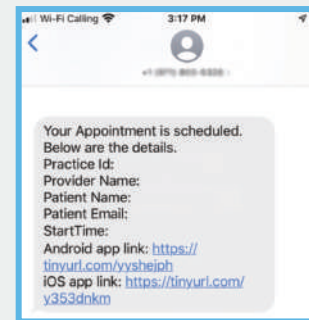 Wi-Fi Calling 3:17 PM
Your Appointment is scheduled.
Below are the details.
Practice Id:
Provider Name:
Patient Name:
Patient Email:
StartTime:
Android app link: https://
tinyurl.com/yyshejph
iOS app link: https://tinyurl.com/
y353dnkm